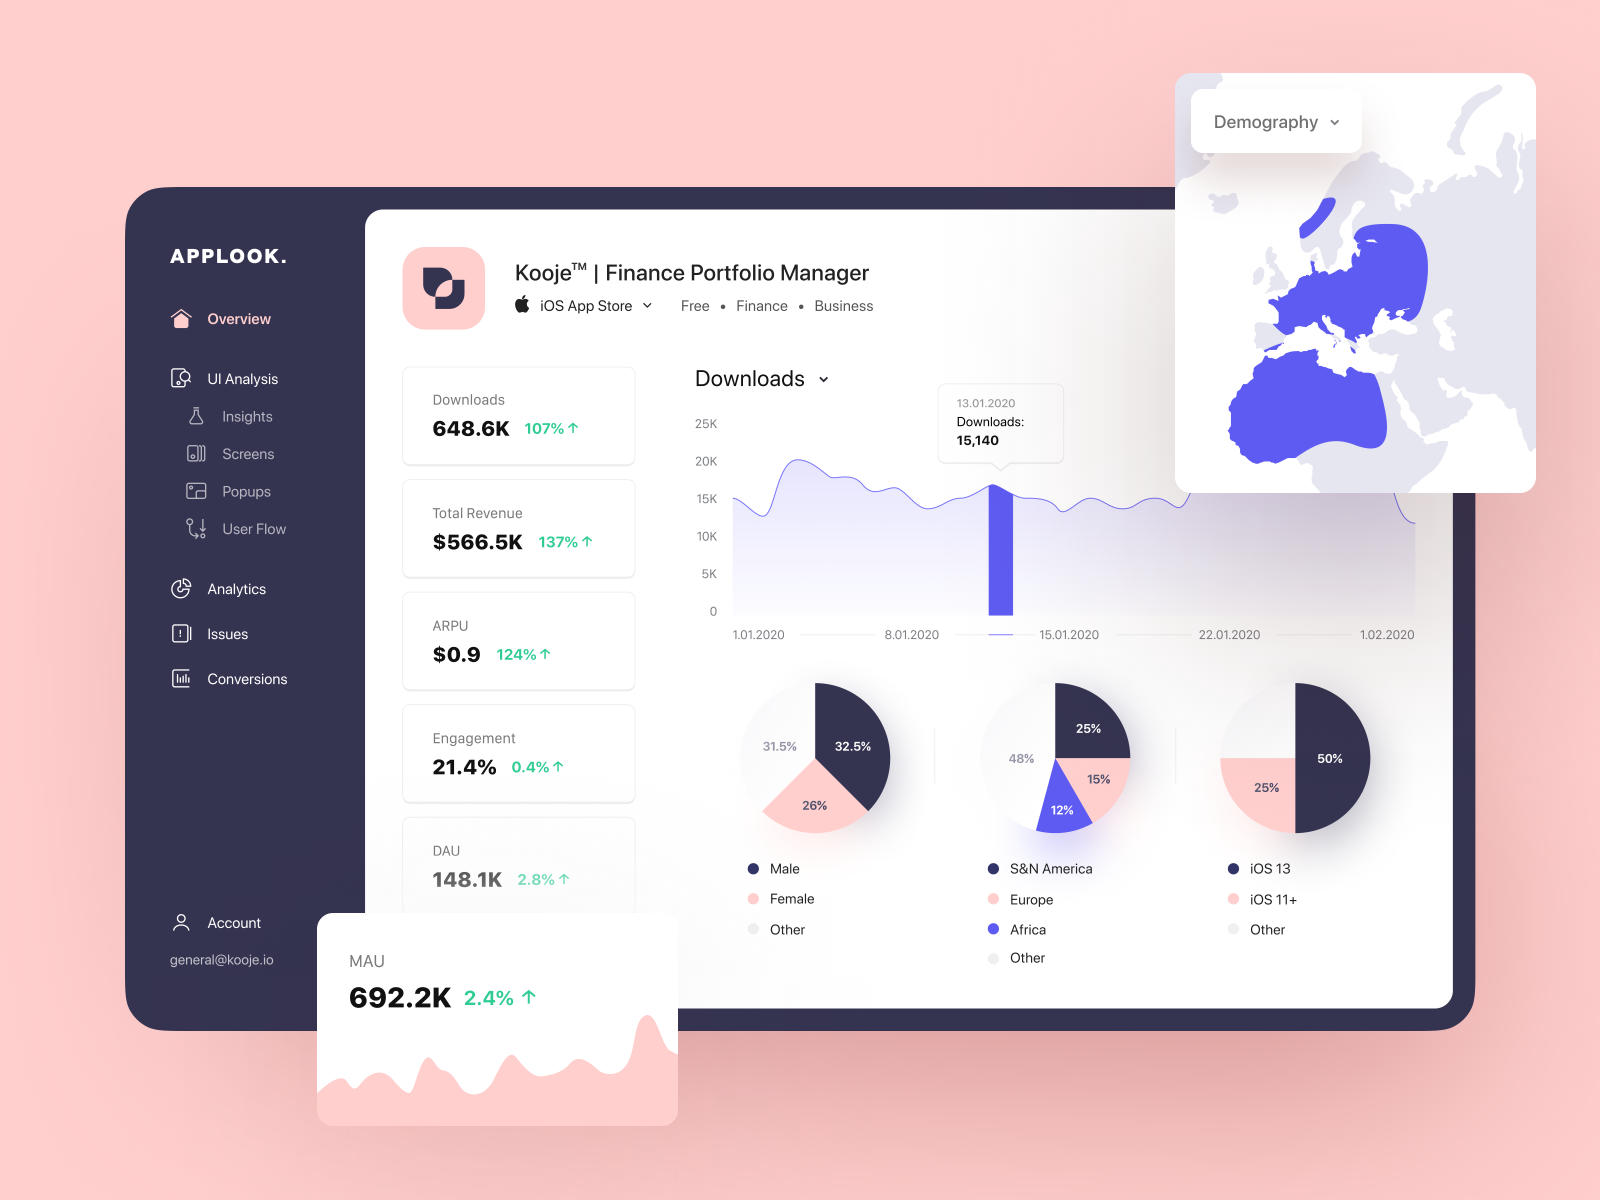 APPLOOK.
Overview
UI Analysis
Insights
Screens
Popups
User Flow
Analytics
Issues
Conversions
Account
general@kooje.io
Kooje™ | Finance Portfolio Manager
iOS App Store
Free • Finance • Business
Downloads
648.6K 107%↑
Total Revenue
$566.5K 137%↑
ARPU
$0.9 124%↑
Engagement
21.4% 0.4%↑
DAU
148.1K 2.8%↑
MAU
692.2K 2.4% ↑
Downloads
13.01.2020
Downloads:
15,140
25K
20K
15K
10K
5K
0
1.01.2020 8.01.2020 15.01.2020 22.01.2020 1.02.2020
31.5% 32.5%
26%
Male
Female
Other
25%
48%
15%
12%
S&N America
Europe
Africa
Other
50%
25%
iOS 13
iOS 11+
Other
Demography